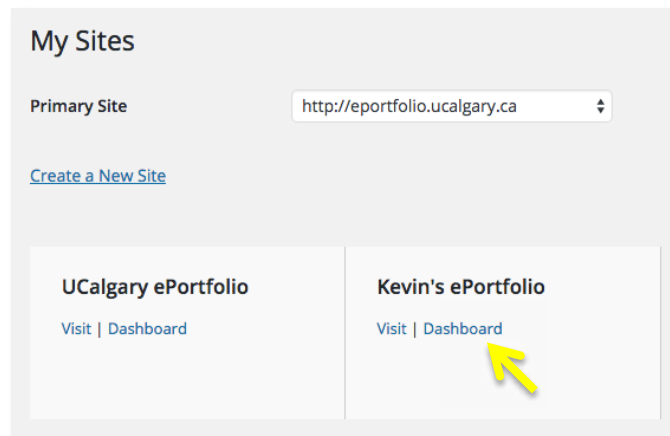 My Sites
Primary Site http://eportfolio.ucalgary.ca
Create a New Site
UCalgary ePortfolio
Visit | Dashboard
Kevin's ePortfolio
Visit | Dashboard